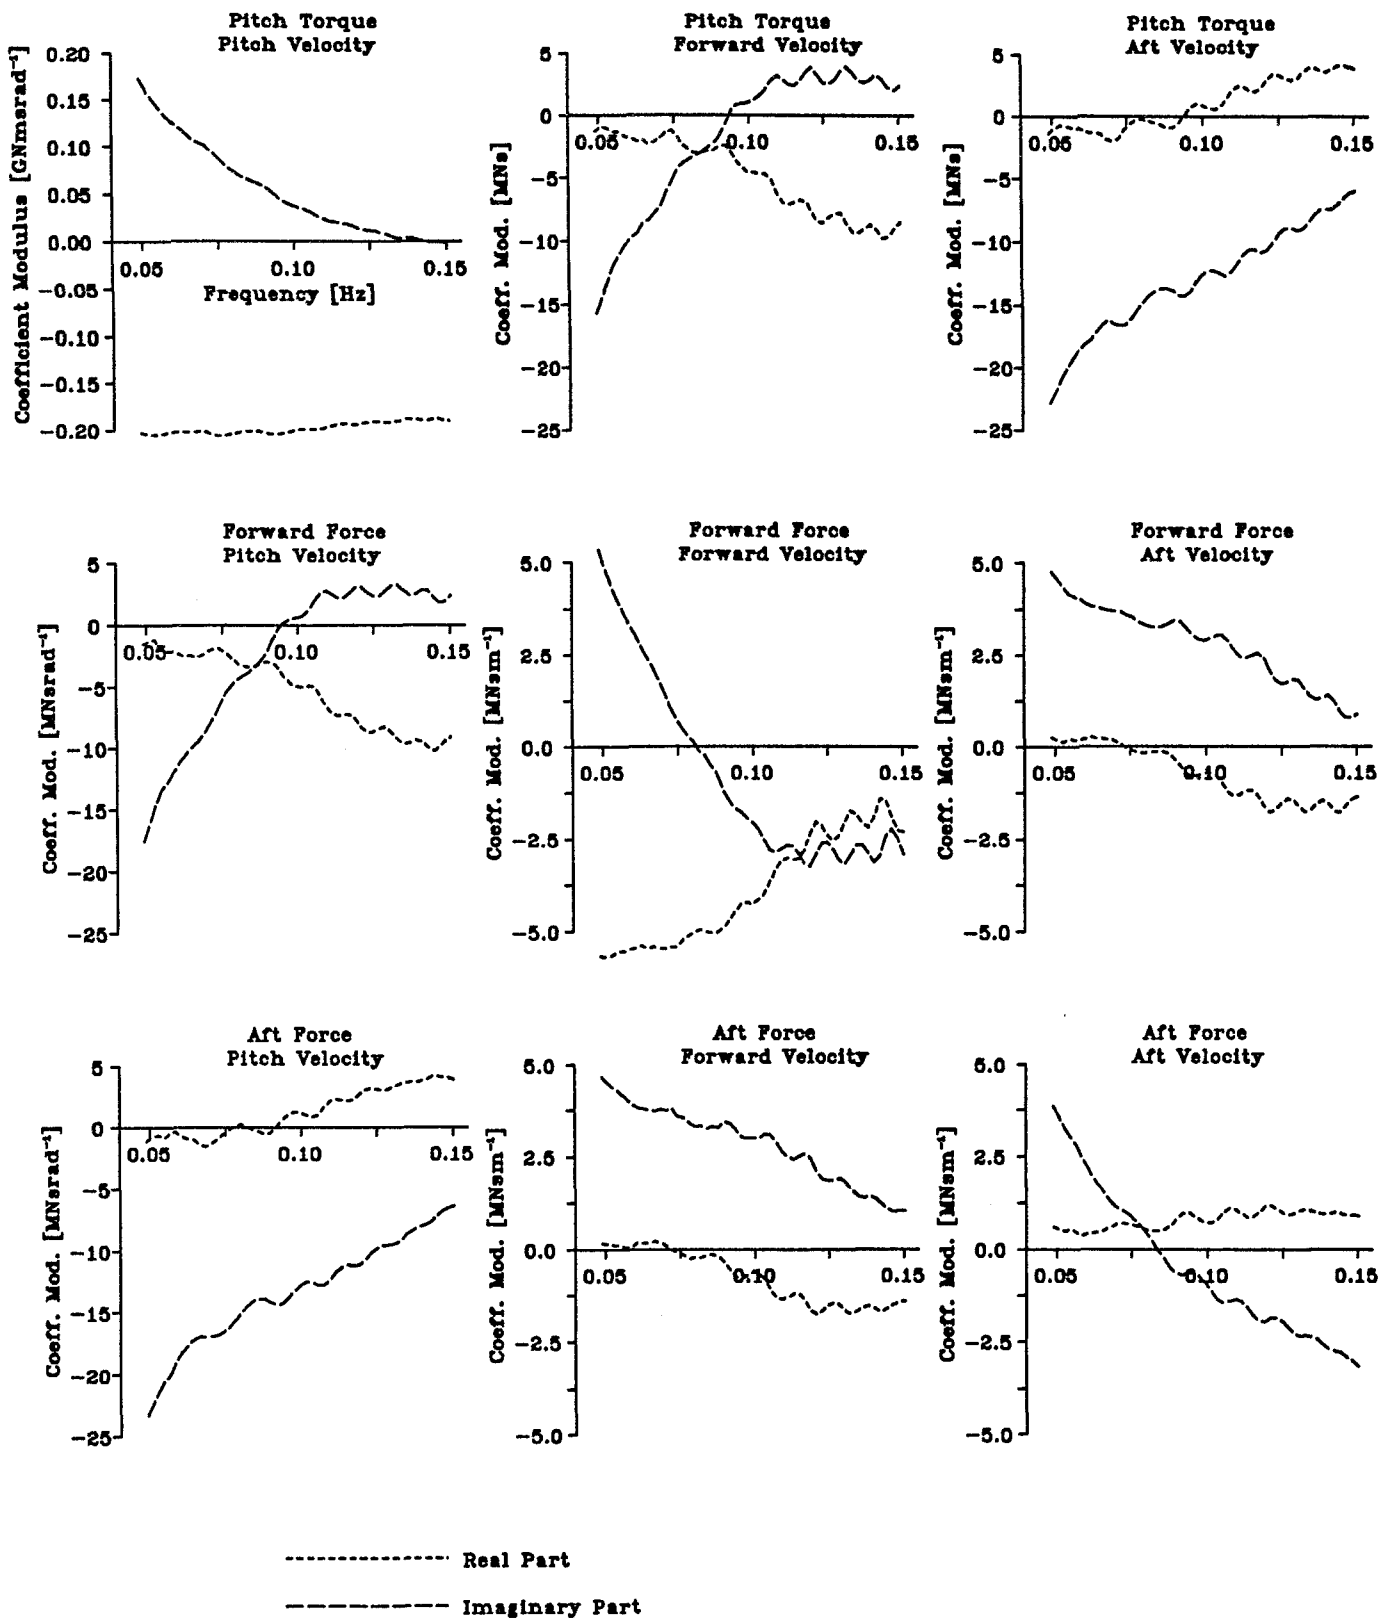 Pitch Torque
Pitch Velocity
Coefficient Modulus [GNmsrad⁻¹]
0.20
0.15
0.10
0.05
0.00
−0.05
−0.10
−0.15
−0.20
0.05
0.10
0.15
Frequency [Hz]
Pitch Torque
Forward Velocity
Coeff. Mod. [MNs]
5
0
−5
−10
−15
−20
−25
0.05
0.10
0.15
Pitch Torque
Aft Velocity
Coeff. Mod. [MNs]
5
0
−5
−10
−15
−20
−25
0.05
0.10
0.15
Forward Force
Pitch Velocity
Coeff. Mod. [MNsrad⁻¹]
5
0
−5
−10
−15
−20
−25
0.05
0.10
0.15
Forward Force
Forward Velocity
Coeff. Mod. [MNsm⁻¹]
5.0
2.5
0.0
−2.5
−5.0
0.05
0.10
0.15
Forward Force
Aft Velocity
Coeff. Mod. [MNsm⁻¹]
5.0
2.5
0.0
−2.5
−5.0
0.05
0.10
0.15
Aft Force
Pitch Velocity
Coeff. Mod. [MNsrad⁻¹]
5
0
−5
−10
−15
−20
−25
0.05
0.10
0.15
Aft Force
Forward Velocity
Coeff. Mod. [MNsm⁻¹]
5.0
2.5
0.0
−2.5
−5.0
0.05
0.10
0.15
Aft Force
Aft Velocity
Coeff. Mod. [MNsm⁻¹]
5.0
2.5
0.0
−2.5
−5.0
0.05
0.10
0.15
Real Part
Imaginary Part